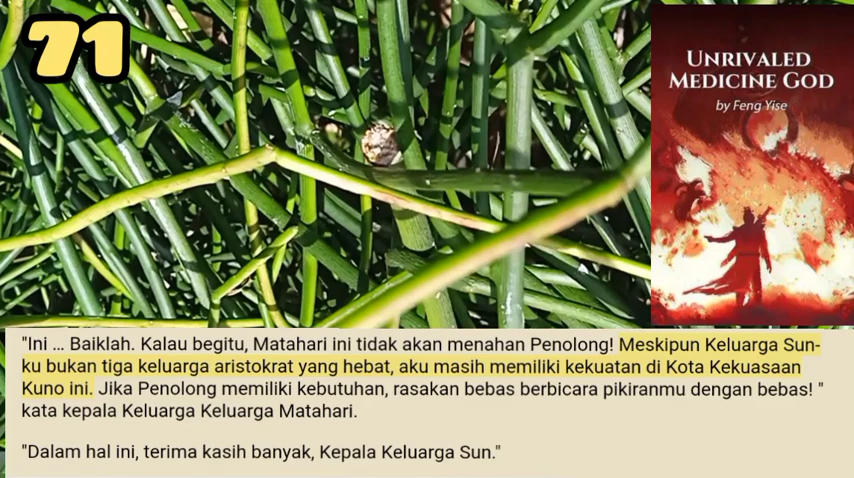 71
UNRIVALED
MEDICINE GOD
by Feng Yise
"Ini ... Baiklah. Kalau begitu, Matahari ini tidak akan menahan Penolong! Meskipun Keluarga Sun-
ku bukan tiga keluarga aristokrat yang hebat, aku masih memiliki kekuatan di Kota Kekuasaan
Kuno ini. Jika Penolong memiliki kebutuhan, rasakan bebas berbicara pikiranmu dengan bebas! "
kata kepala Keluarga Keluarga Matahari.
"Dalam hal ini, terima kasih banyak, Kepala Keluarga Sun."